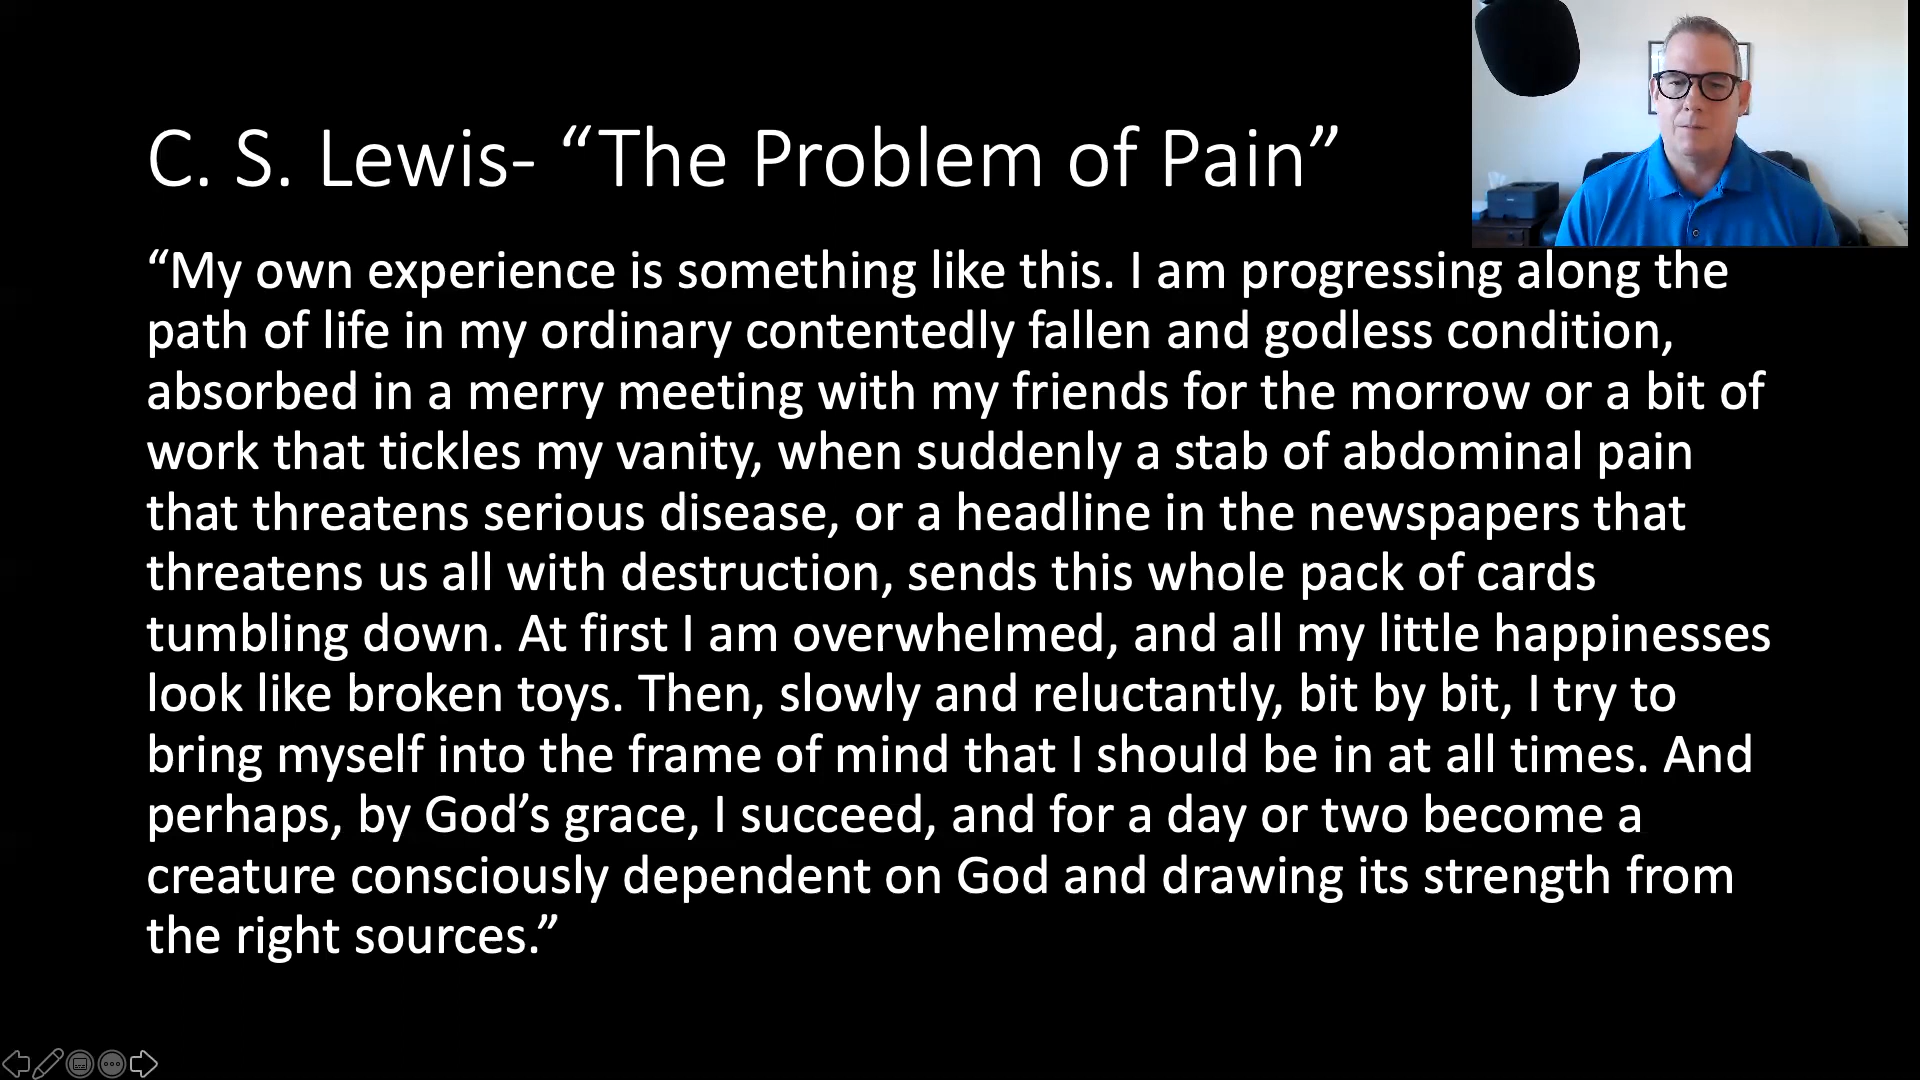 C. S. Lewis- “The Problem of Pain”
“My own experience is something like this. I am progressing along the
path of life in my ordinary contentedly fallen and godless condition,
absorbed in a merry meeting with my friends for the morrow or a bit of
work that tickles my vanity, when suddenly a stab of abdominal pain
that threatens serious disease, or a headline in the newspapers that
threatens us all with destruction, sends this whole pack of cards
tumbling down. At first I am overwhelmed, and all my little happinesses
look like broken toys. Then, slowly and reluctantly, bit by bit, I try to
bring myself into the frame of mind that I should be in at all times. And
perhaps, by God’s grace, I succeed, and for a day or two become a
creature consciously dependent on God and drawing its strength from
the right sources.”